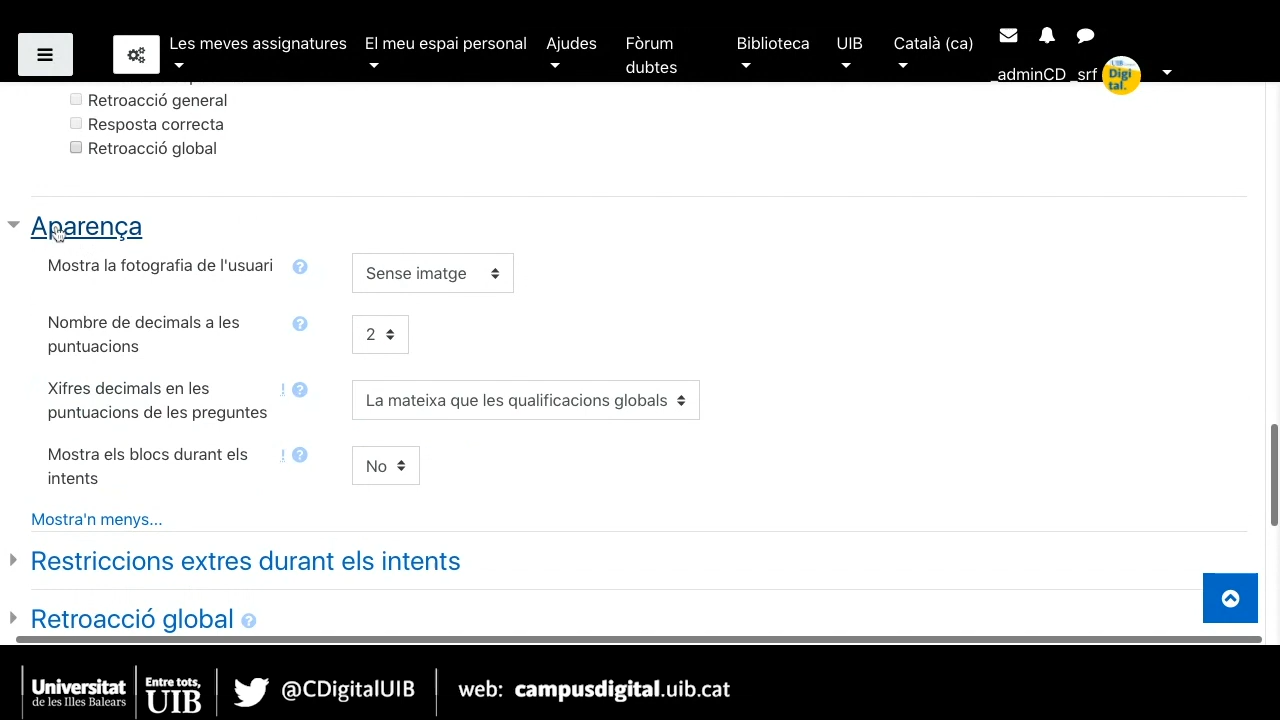 Les meves assignatures
El meu espai personal
Ajudes
Fòrum
dubtes
Biblioteca
UIB
Català (ca)
_adminCD _srf
Digi
tal.
Retroacció general
Resposta correcta
Retroacció global
Aparença
Mostra la fotografia de l'usuari
Sense imatge
Nombre de decimals a les
puntuacions
2
Xifres decimals en les
puntuacions de les preguntes
La mateixa que les qualificacions globals
Mostra els blocs durant els
intents
No
Mostra'n menys...
Restriccions extres durant els intents
Retroacció global
Universitat
de les Illes Balears
Entre tots,
UIB
@CDigitalUIB
web: campusdigital.uib.cat